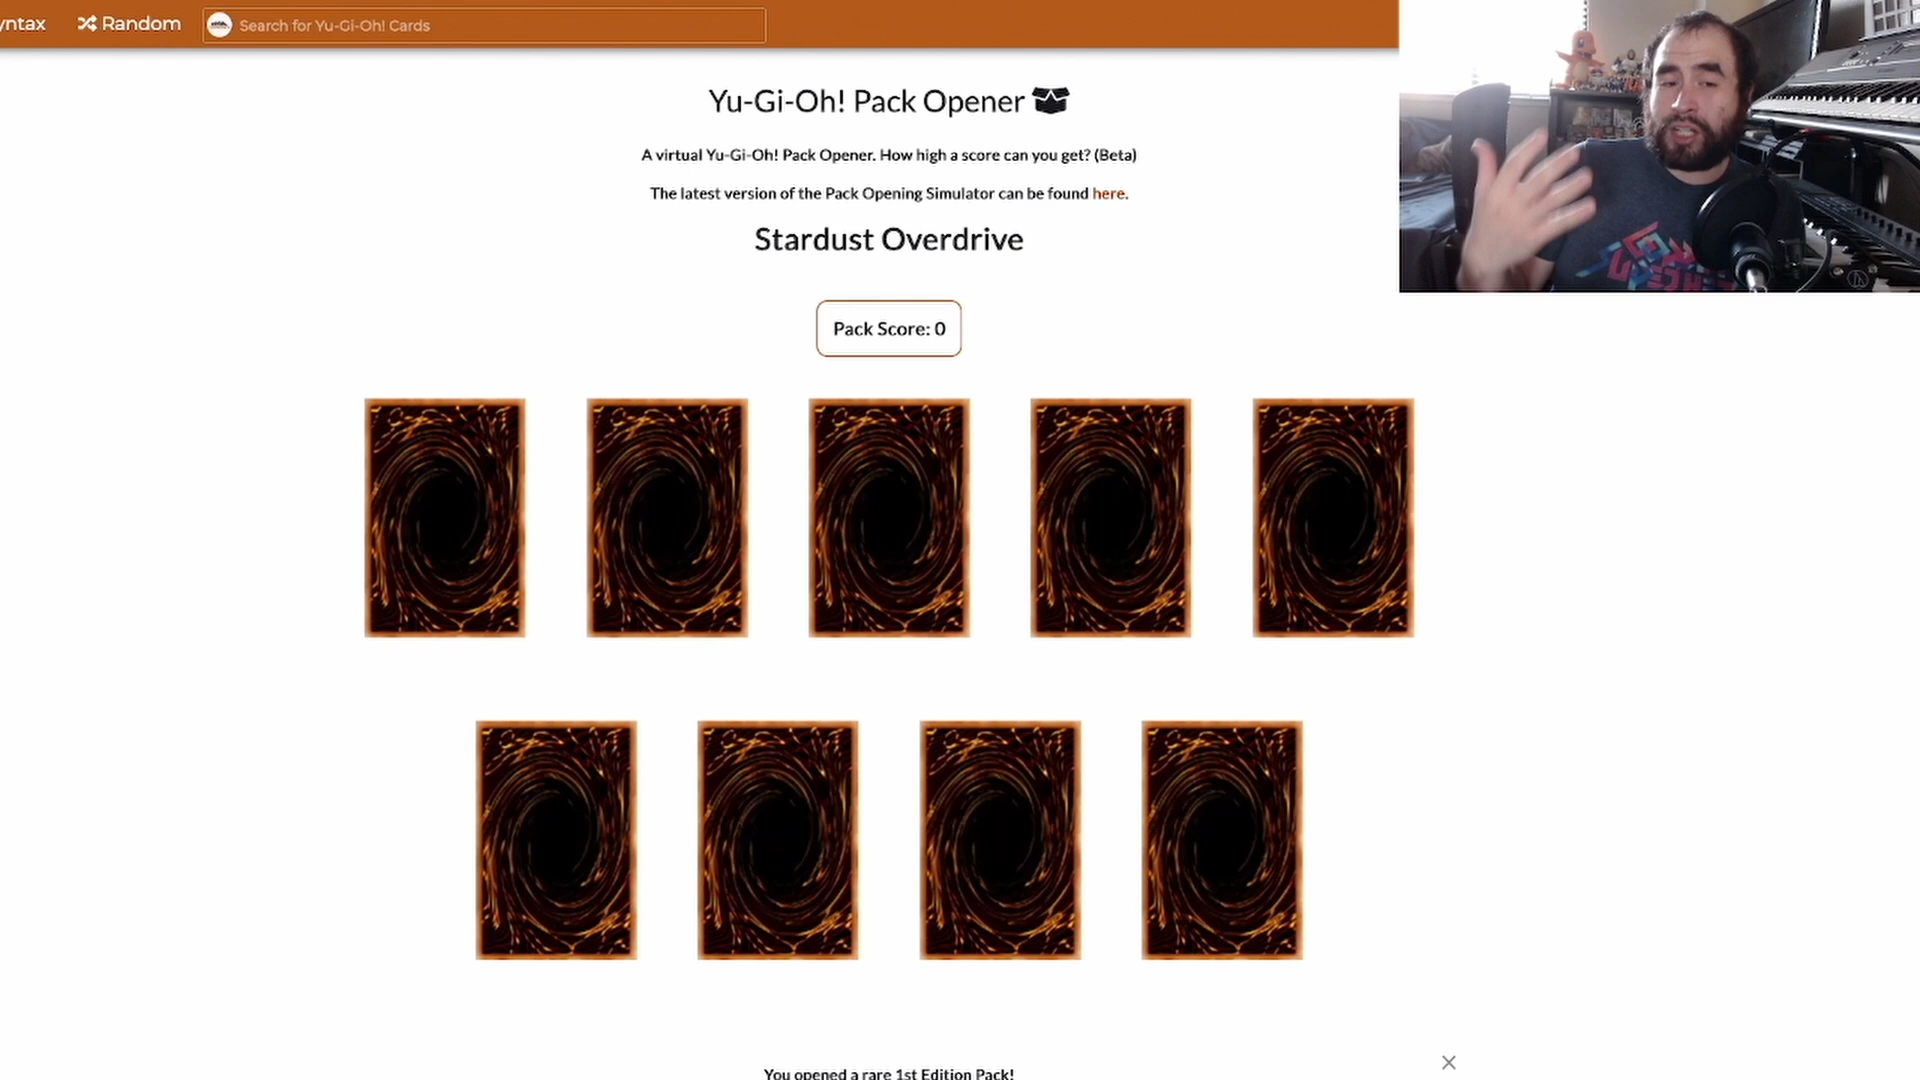 yntax Random Search for Yu-Gi-Oh! Cards
Yu-Gi-Oh! Pack Opener
A virtual Yu-Gi-Oh! Pack Opener. How high a score can you get? (Beta)
The latest version of the Pack Opening Simulator can be found here.
Stardust Overdrive
Pack Score: 0
You opened a rare 1st Edition Pack!